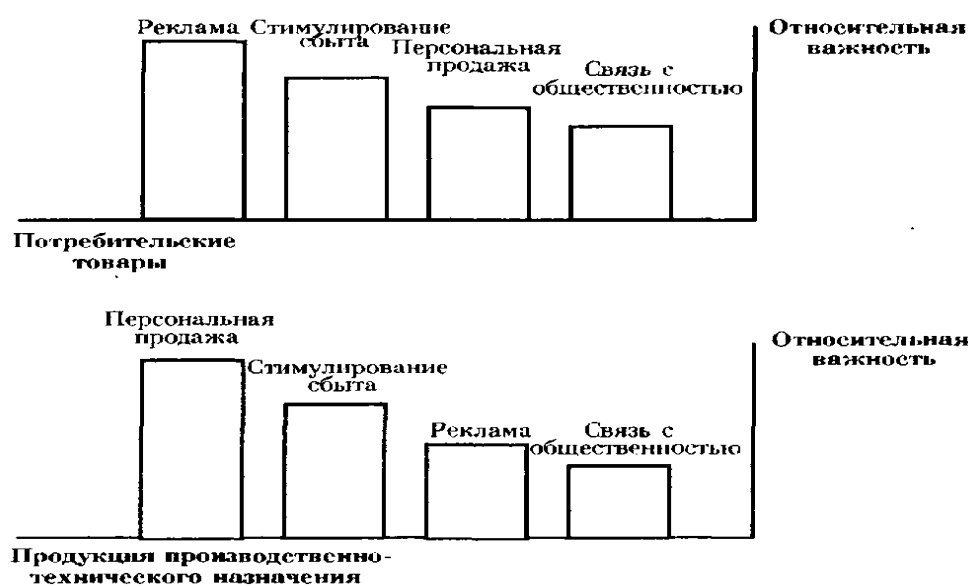 Реклама
Стимулирование
сбыта
Персональная
продажа
Связь с
общественностью
Относительная
важность
Потребительские
товары
Персональная
продажа
Стимулирование
сбыта
Реклама
Связь с
общественностью
Относительная
важность
Продукция производственно-
технического назначения